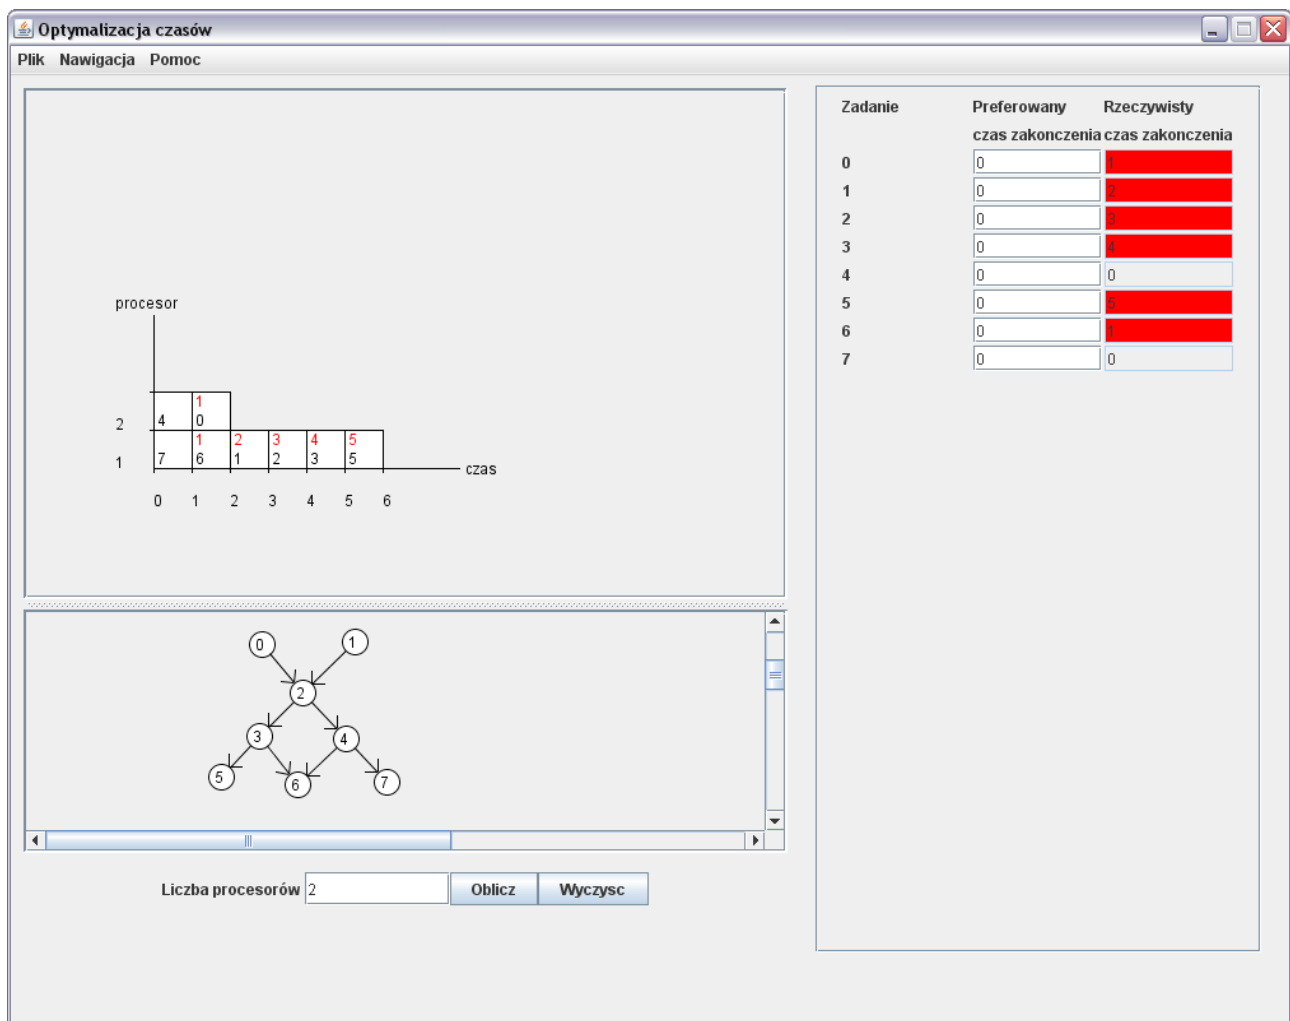 Optymalizacja czasów
Plik Nawigacja Pomoc
procesor
1
2 4 0
1 2 3 4 5
1 7 6 1 2 3 5
czas
0 1 2 3 4 5 6
Zadanie Preferowany Rzeczywisty
czas zakonczenia czas zakonczenia
0 0 1
1 0 2
2 0 3
3 0 4
4 0 0
5 0 5
6 0 1
7 0 0
0 1
2
3 4
5 6 7
Liczba procesorów 2 Oblicz Wyczysc